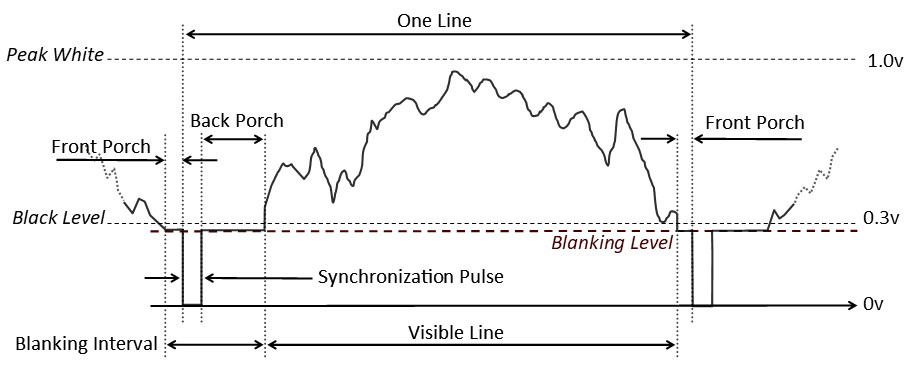 One Line
Peak White
1.0v
Back Porch
Front Porch
Front Porch
Black Level
0.3v
Blanking Level
Synchronization Pulse
0v
Blanking Interval
Visible Line